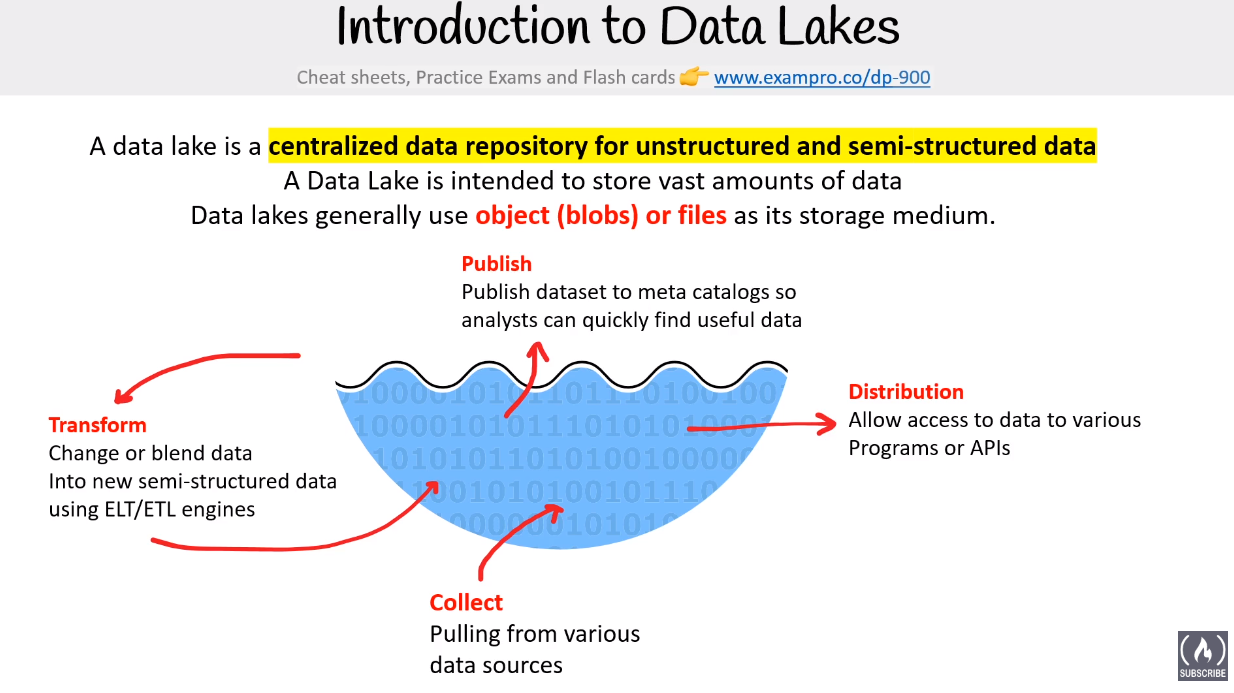 Introduction to Data Lakes
Cheat sheets, Practice Exams and Flash cards 👉 www.exampro.co/dp-900
A data lake is a centralized data repository for unstructured and semi-structured data
A Data Lake is intended to store vast amounts of data
Data lakes generally use object (blobs) or files as its storage medium.
Publish
Publish dataset to meta catalogs so
analysts can quickly find useful data
Transform
Change or blend data
Into new semi-structured data
using ELT/ETL engines
Distribution
Allow access to data to various
Programs or APIs
Collect
Pulling from various
data sources
SUBSCRIBE